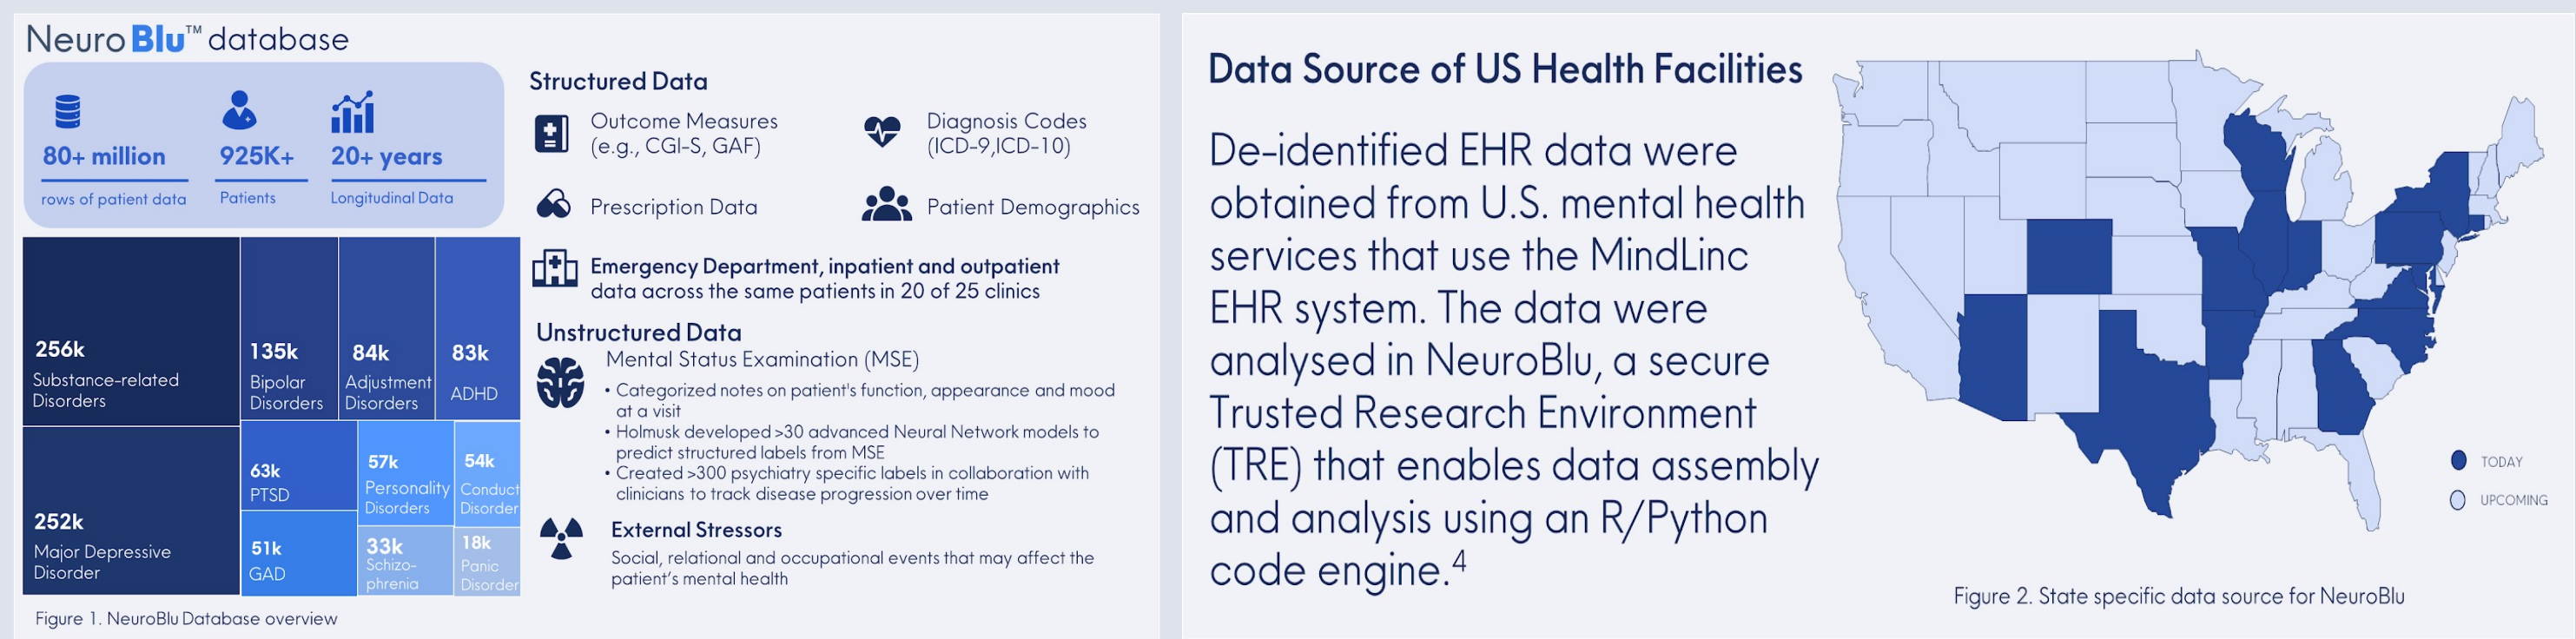 NeuroBlu™ database
80+ million
rows of patient data
925K+
Patients
20+ years
Longitudinal Data
256k
Substance-related
Disorders
135k
Bipolar
Disorders
84k
Adjustment
Disorders
83k
ADHD
252k
Major Depressive
Disorder
63k
PTSD
57k
Personality
Disorders
54k
Conduct
Disorder
51k
GAD
33k
Schizo-
phrenia
18k
Panic
Disorder
Figure 1. NeuroBlu Database overview
Structured Data
Outcome Measures
(e.g., CGI-S, GAF)
Diagnosis Codes
(ICD-9,ICD-10)
Prescription Data
Patient Demographics
Emergency Department, inpatient and outpatient
data across the same patients in 20 of 25 clinics
Unstructured Data
Mental Status Examination (MSE)
• Categorized notes on patient's function, appearance and mood
at a visit
• Holmusk developed >30 advanced Neural Network models to
predict structured labels from MSE
• Created >300 psychiatry specific labels in collaboration with
clinicians to track disease progression over time
External Stressors
Social, relational and occupational events that may affect the
patient's mental health
Data Source of US Health Facilities
De-identified EHR data were
obtained from U.S. mental health
services that use the MindLinc
EHR system. The data were
analysed in NeuroBlu, a secure
Trusted Research Environment
(TRE) that enables data assembly
and analysis using an R/Python
code engine.⁴
TODAY
UPCOMING
Figure 2. State specific data source for NeuroBlu